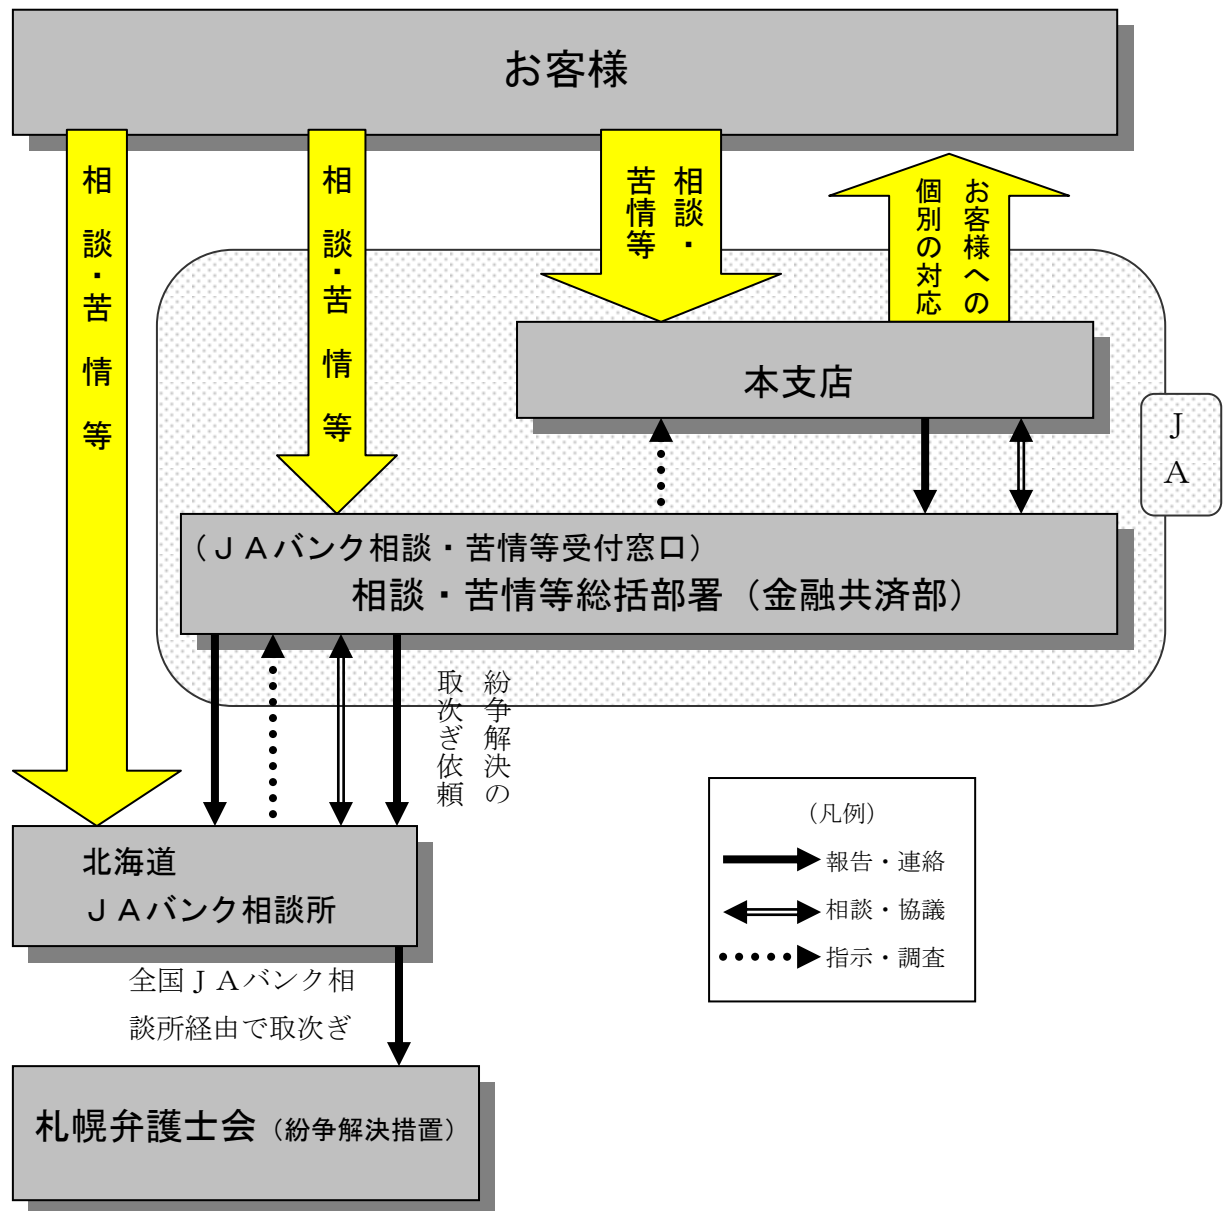 お客様
相談・苦情等
相談・苦情等
相談・
苦情等
お客様への
個別の対応
本支店
ＪＡ
（ＪＡバンク相談・苦情等受付窓口）
相談・苦情等総括部署（金融共済部）
紛争解決の
取次ぎ依頼
（凡例）
報告・連絡
相談・協議
指示・調査
北海道
ＪＡバンク相談所
全国ＪＡバンク相
談所経由で取次ぎ
札幌弁護士会（紛争解決措置）